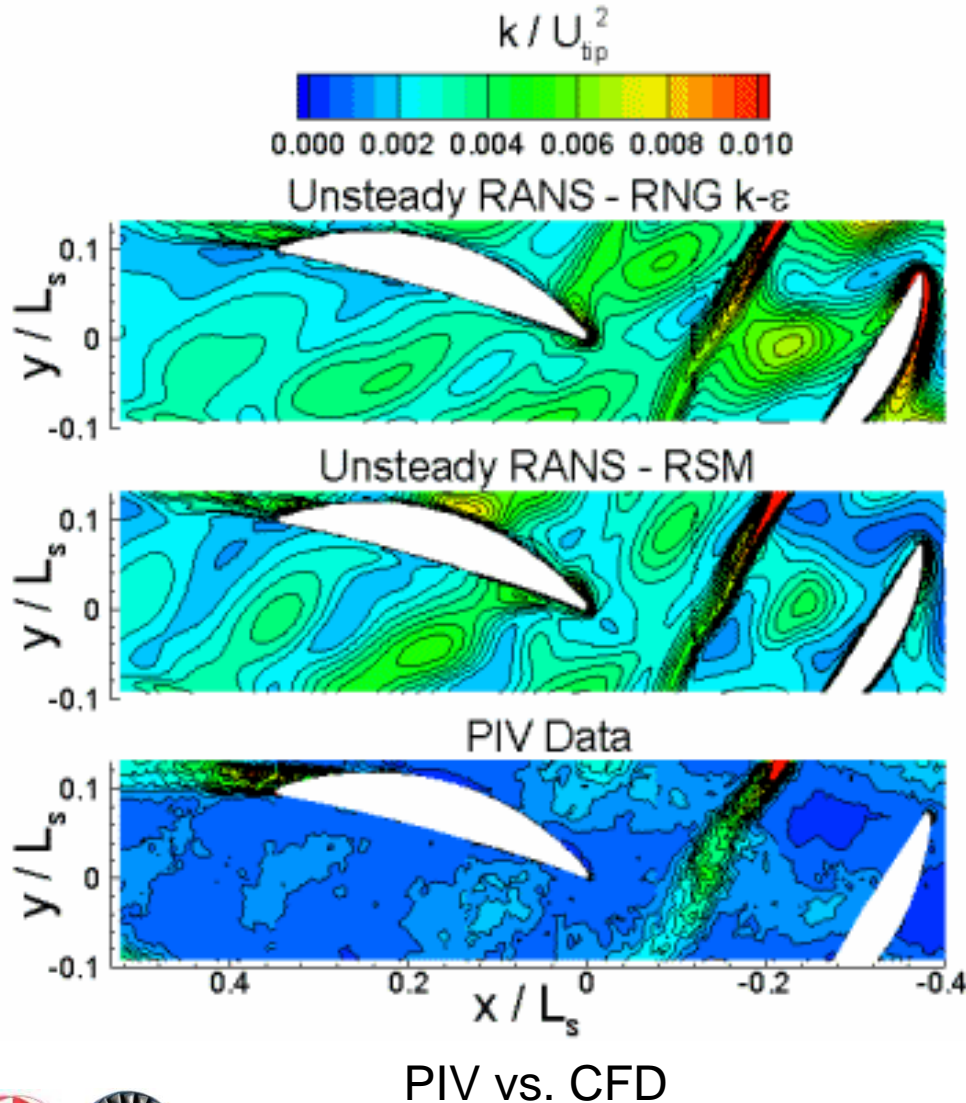 k / U_tip^2
0.000 0.002 0.004 0.006 0.008 0.010
Unsteady RANS - RNG k-ε
0.1
0
-0.1
y / L_s
Unsteady RANS - RSM
0.1
0
-0.1
y / L_s
PIV Data
0.1
0
-0.1
y / L_s
0.4 0.2 0 -0.2 -0.4
x / L_s
PIV vs. CFD